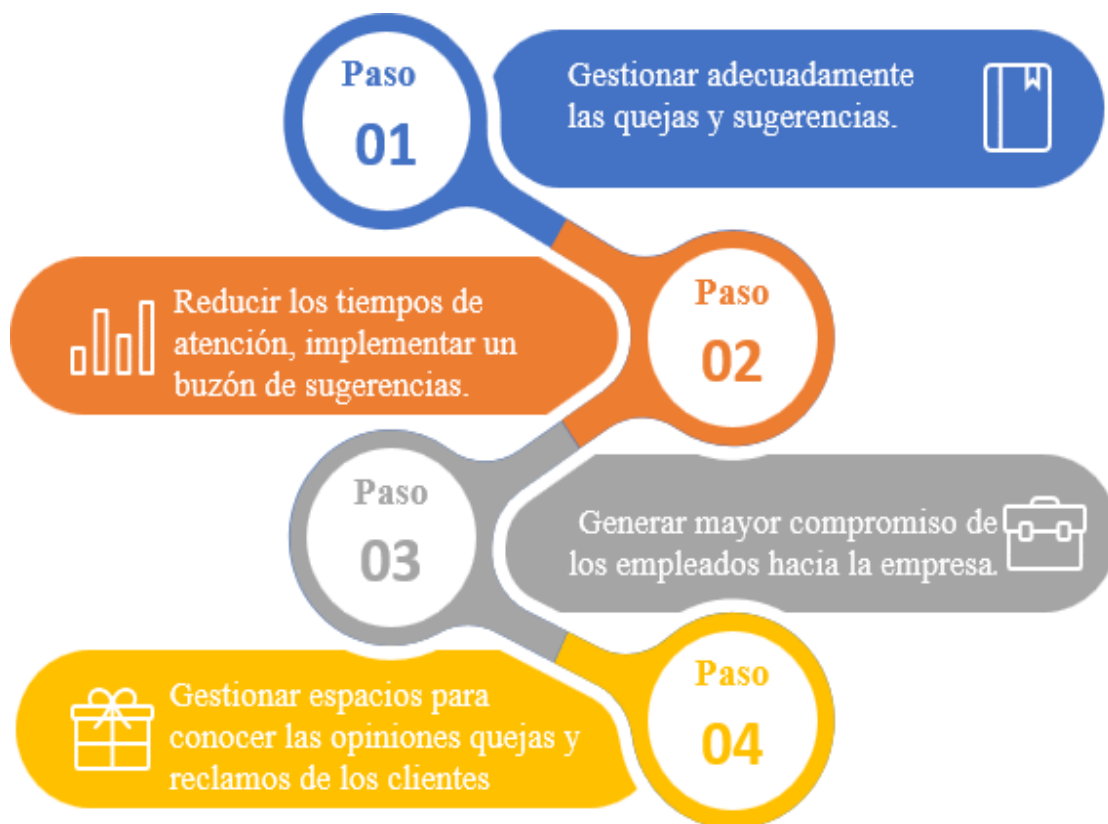 Paso
01
Gestionar adecuadamente
las quejas y sugerencias.
Paso
02
Reducir los tiempos de
atención, implementar un
buzón de sugerencias.
Paso
03
Generar mayor compromiso de
los empleados hacia la empresa.
Paso
04
Gestionar espacios para
conocer las opiniones quejas y
reclamos de los clientes